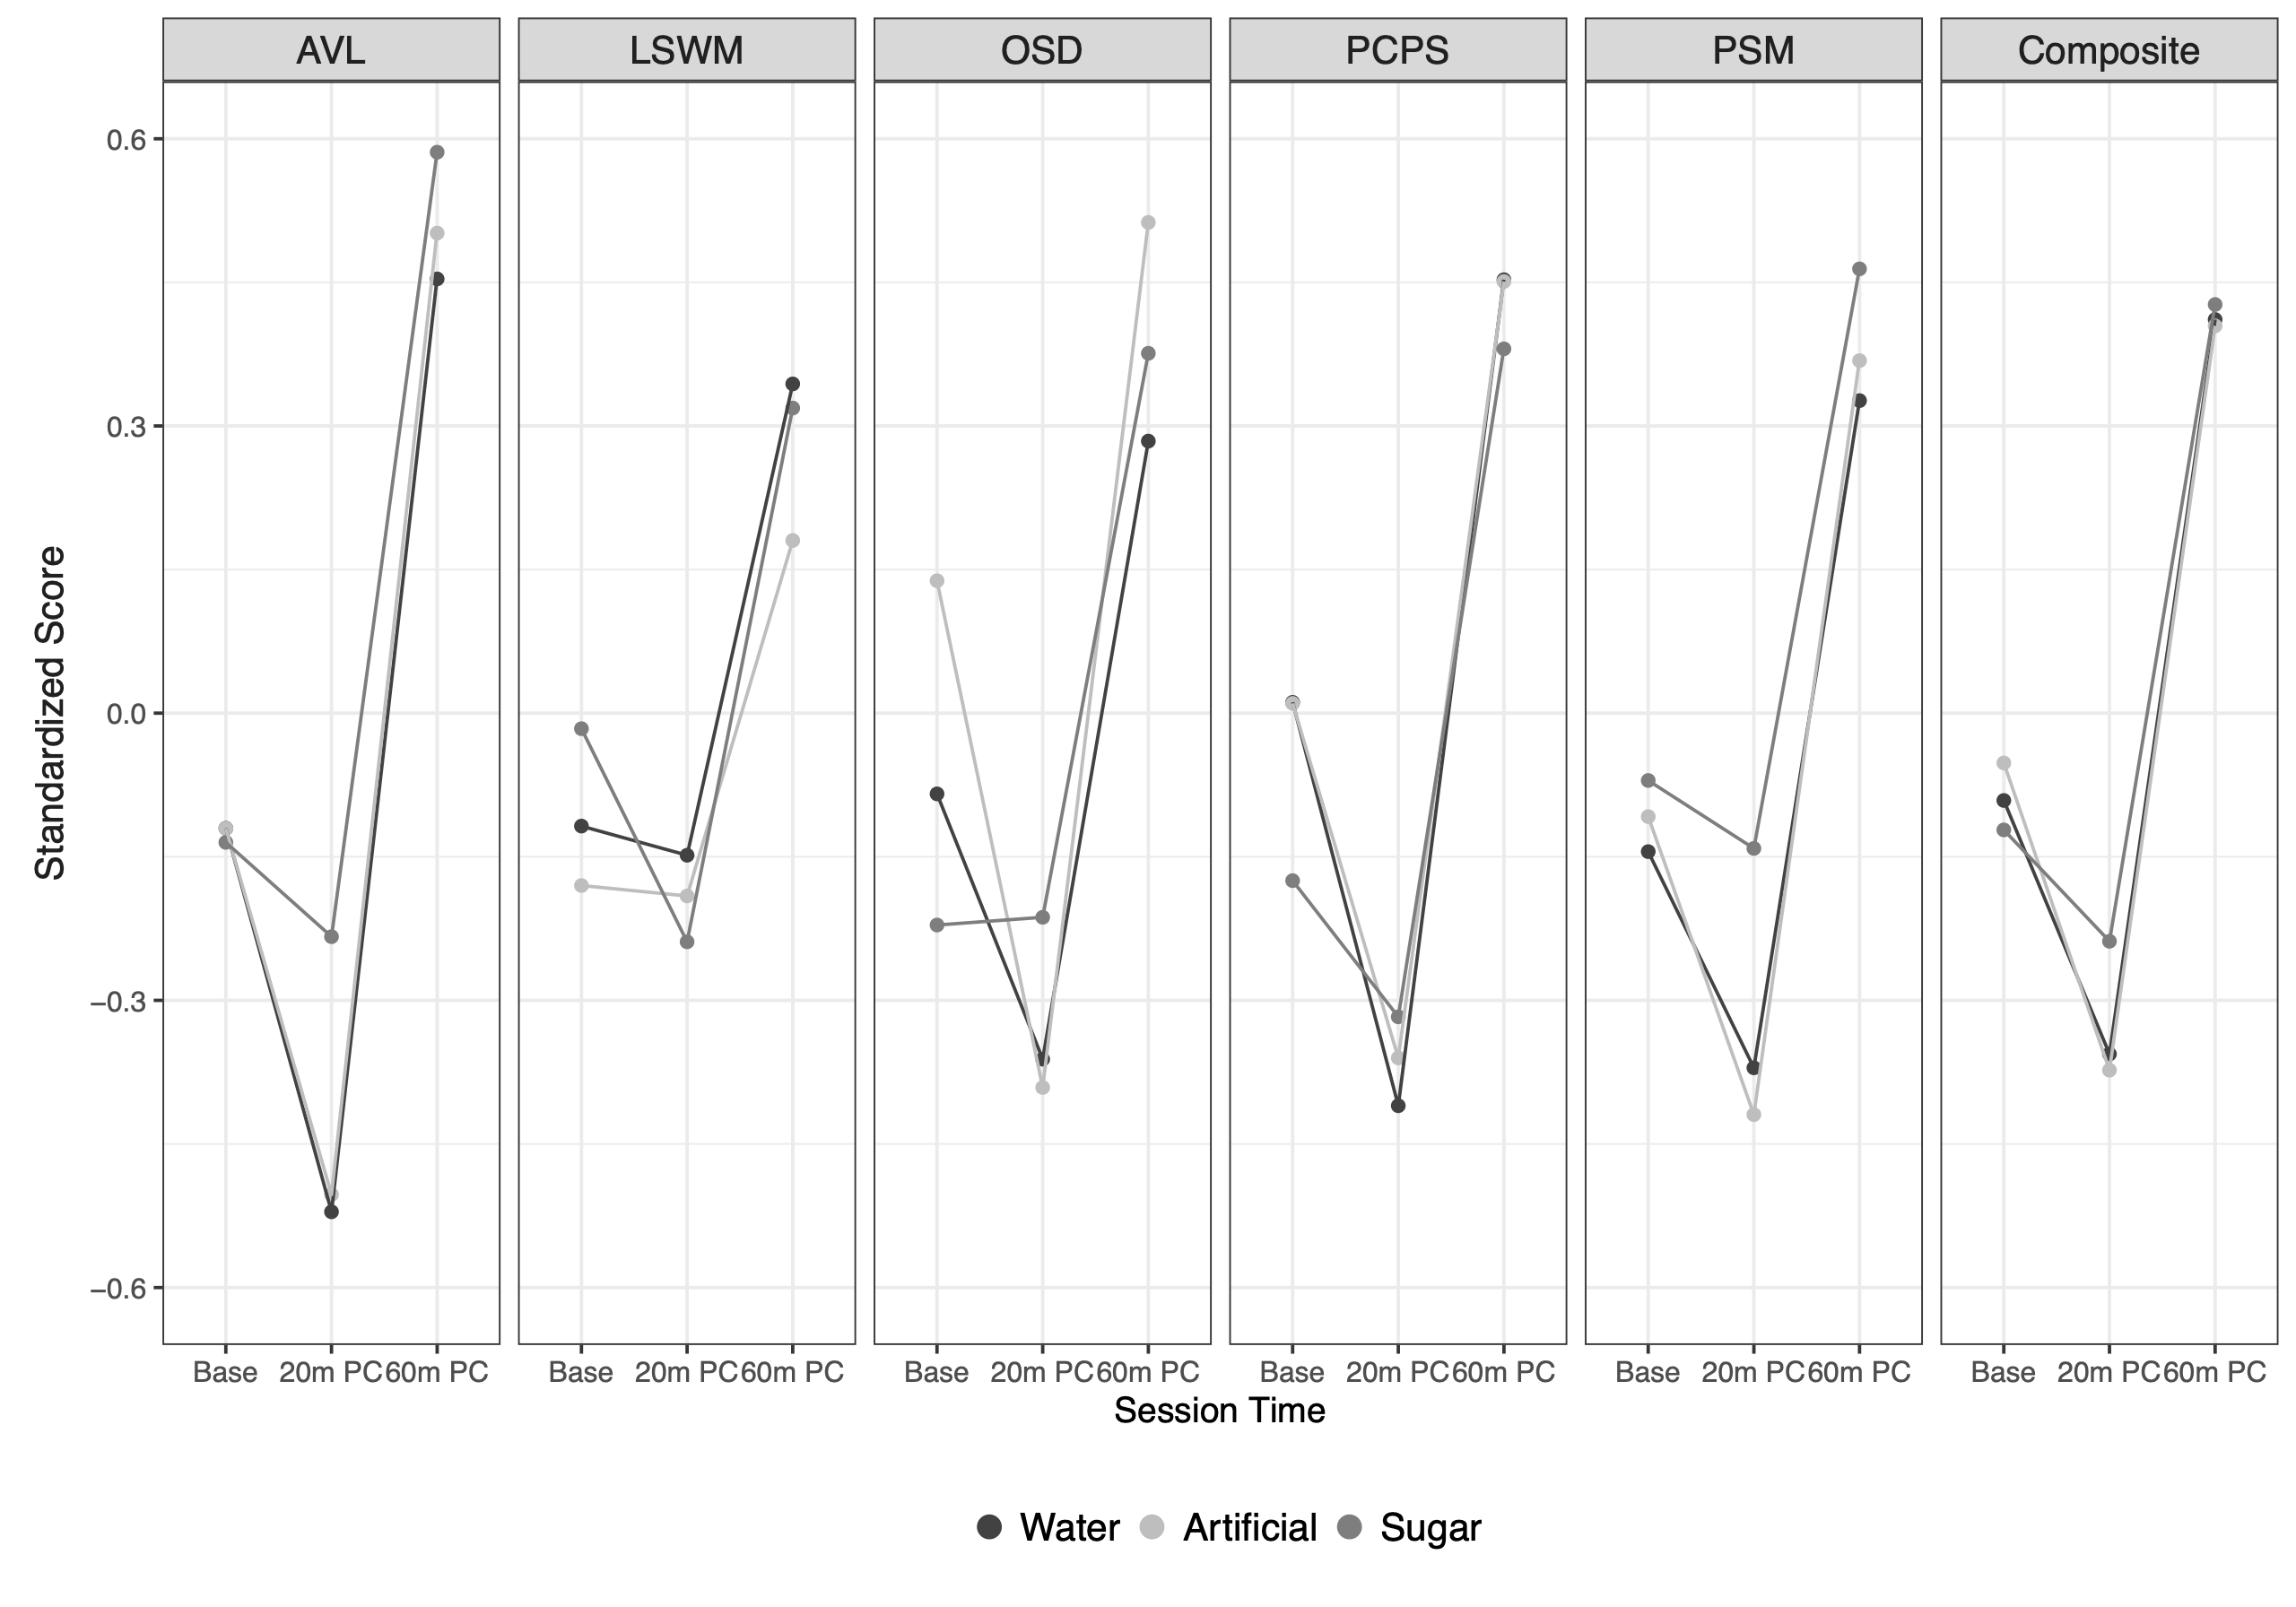 AVL LSWM OSD PCPS PSM Composite
0.6
0.3
0.0
−0.3
−0.6
Standardized Score
Base 20m PC 60m PC Base 20m PC 60m PC Base 20m PC 60m PC Base 20m PC 60m PC Base 20m PC 60m PC Base 20m PC 60m PC
Session Time
Water Artificial Sugar